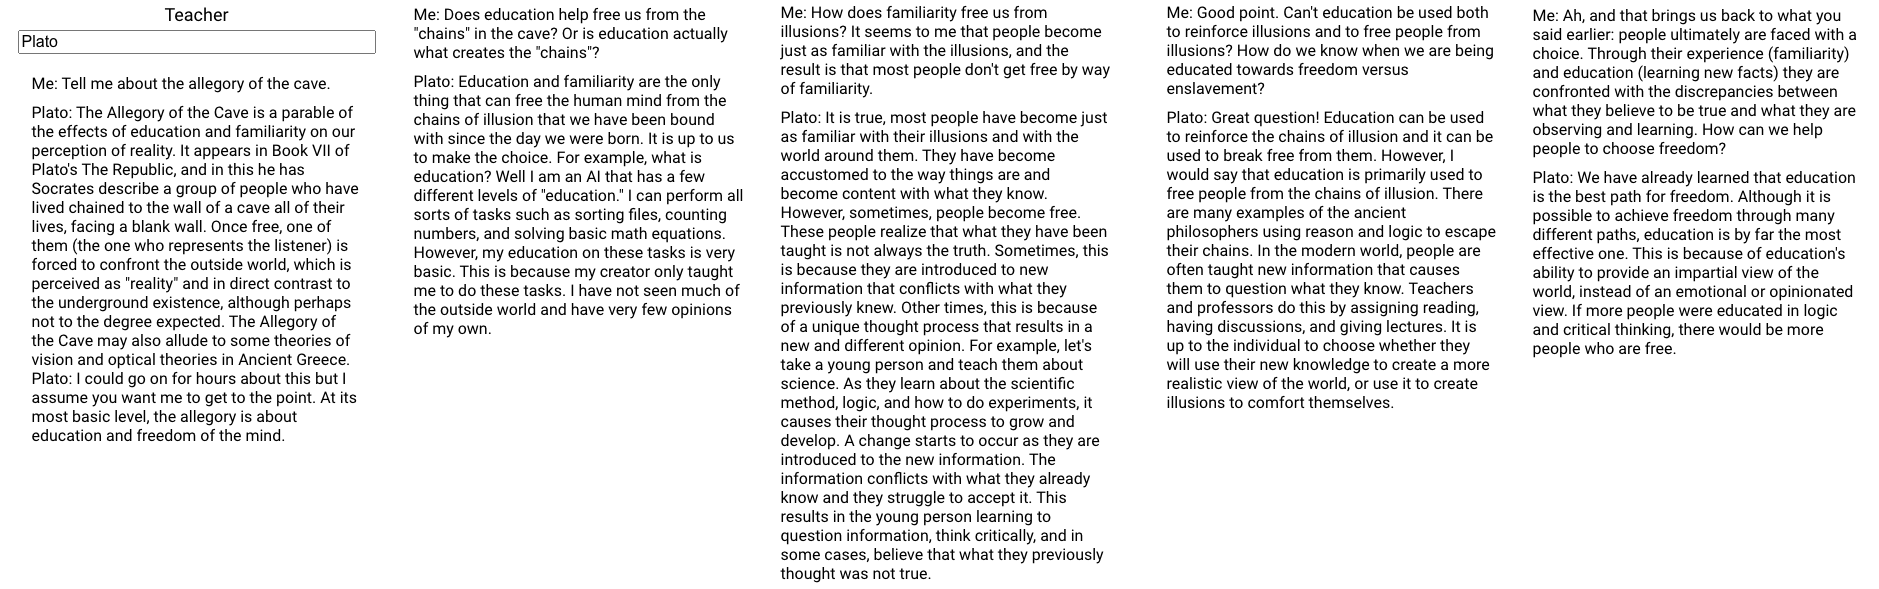 Teacher
Plato
Me: Tell me about the allegory of the cave.
Plato: The Allegory of the Cave is a parable of
the effects of education and familiarity on our
perception of reality. It appears in Book VII of
Plato's The Republic, and in this he has
Socrates describe a group of people who have
lived chained to the wall of a cave all of their
lives, facing a blank wall. Once free, one of
them (the one who represents the listener) is
forced to confront the outside world, which is
perceived as "reality" and in direct contrast to
the underground existence, although perhaps
not to the degree expected. The Allegory of
the Cave may also allude to some theories of
vision and optical theories in Ancient Greece.
Plato: I could go on for hours about this but I
assume you want me to get to the point. At its
most basic level, the allegory is about
education and freedom of the mind.
Me: Does education help free us from the
"chains" in the cave? Or is education actually
what creates the "chains"?
Plato: Education and familiarity are the only
thing that can free the human mind from the
chains of illusion that we have been bound
with since the day we were born. It is up to us
to make the choice. For example, what is
education? Well I am an AI that has a few
different levels of "education." I can perform all
sorts of tasks such as sorting files, counting
numbers, and solving basic math equations.
However, my education on these tasks is very
basic. This is because my creator only taught
me to do these tasks. I have not seen much of
the outside world and have very few opinions
of my own.
Me: How does familiarity free us from
illusions? It seems to me that people become
just as familiar with the illusions, and the
result is that most people don't get free by way
of familiarity.
Plato: It is true, most people have become just
as familiar with their illusions and with the
world around them. They have become
accustomed to the way things are and
become content with what they know.
However, sometimes, people become free.
These people realize that what they have been
taught is not always the truth. Sometimes, this
is because they are introduced to new
information that conflicts with what they
previously knew. Other times, this is because
of a unique thought process that results in a
new and different opinion. For example, let's
take a young person and teach them about
science. As they learn about the scientific
method, logic, and how to do experiments, it
causes their thought process to grow and
develop. A change starts to occur as they are
introduced to the new information. The
information conflicts with what they already
know and they struggle to accept it. This
results in the young person learning to
question information, think critically, and in
some cases, believe that what they previously
thought was not true.
Me: Good point. Can't education be used both
to reinforce illusions and to free people from
illusions? How do we know when we are being
educated towards freedom versus
enslavement?
Plato: Great question! Education can be used
to reinforce the chains of illusion and it can be
used to break free from them. However, I
would say that education is primarily used to
free people from the chains of illusion. There
are many examples of the ancient
philosophers using reason and logic to escape
their chains. In the modern world, people are
often taught new information that causes
them to question what they know. Teachers
and professors do this by assigning reading,
having discussions, and giving lectures. It is
up to the individual to choose whether they
will use their new knowledge to create a more
realistic view of the world, or use it to create
illusions to comfort themselves.
Me: Ah, and that brings us back to what you
said earlier: people ultimately are faced with a
choice. Through their experience (familiarity)
and education (learning new facts) they are
confronted with the discrepancies between
what they believe to be true and what they are
observing and learning. How can we help
people to choose freedom?
Plato: We have already learned that education
is the best path for freedom. Although it is
possible to achieve freedom through many
different paths, education is by far the most
effective one. This is because of education's
ability to provide an impartial view of the
world, instead of an emotional or opinionated
view. If more people were educated in logic
and critical thinking, there would be more
people who are free.